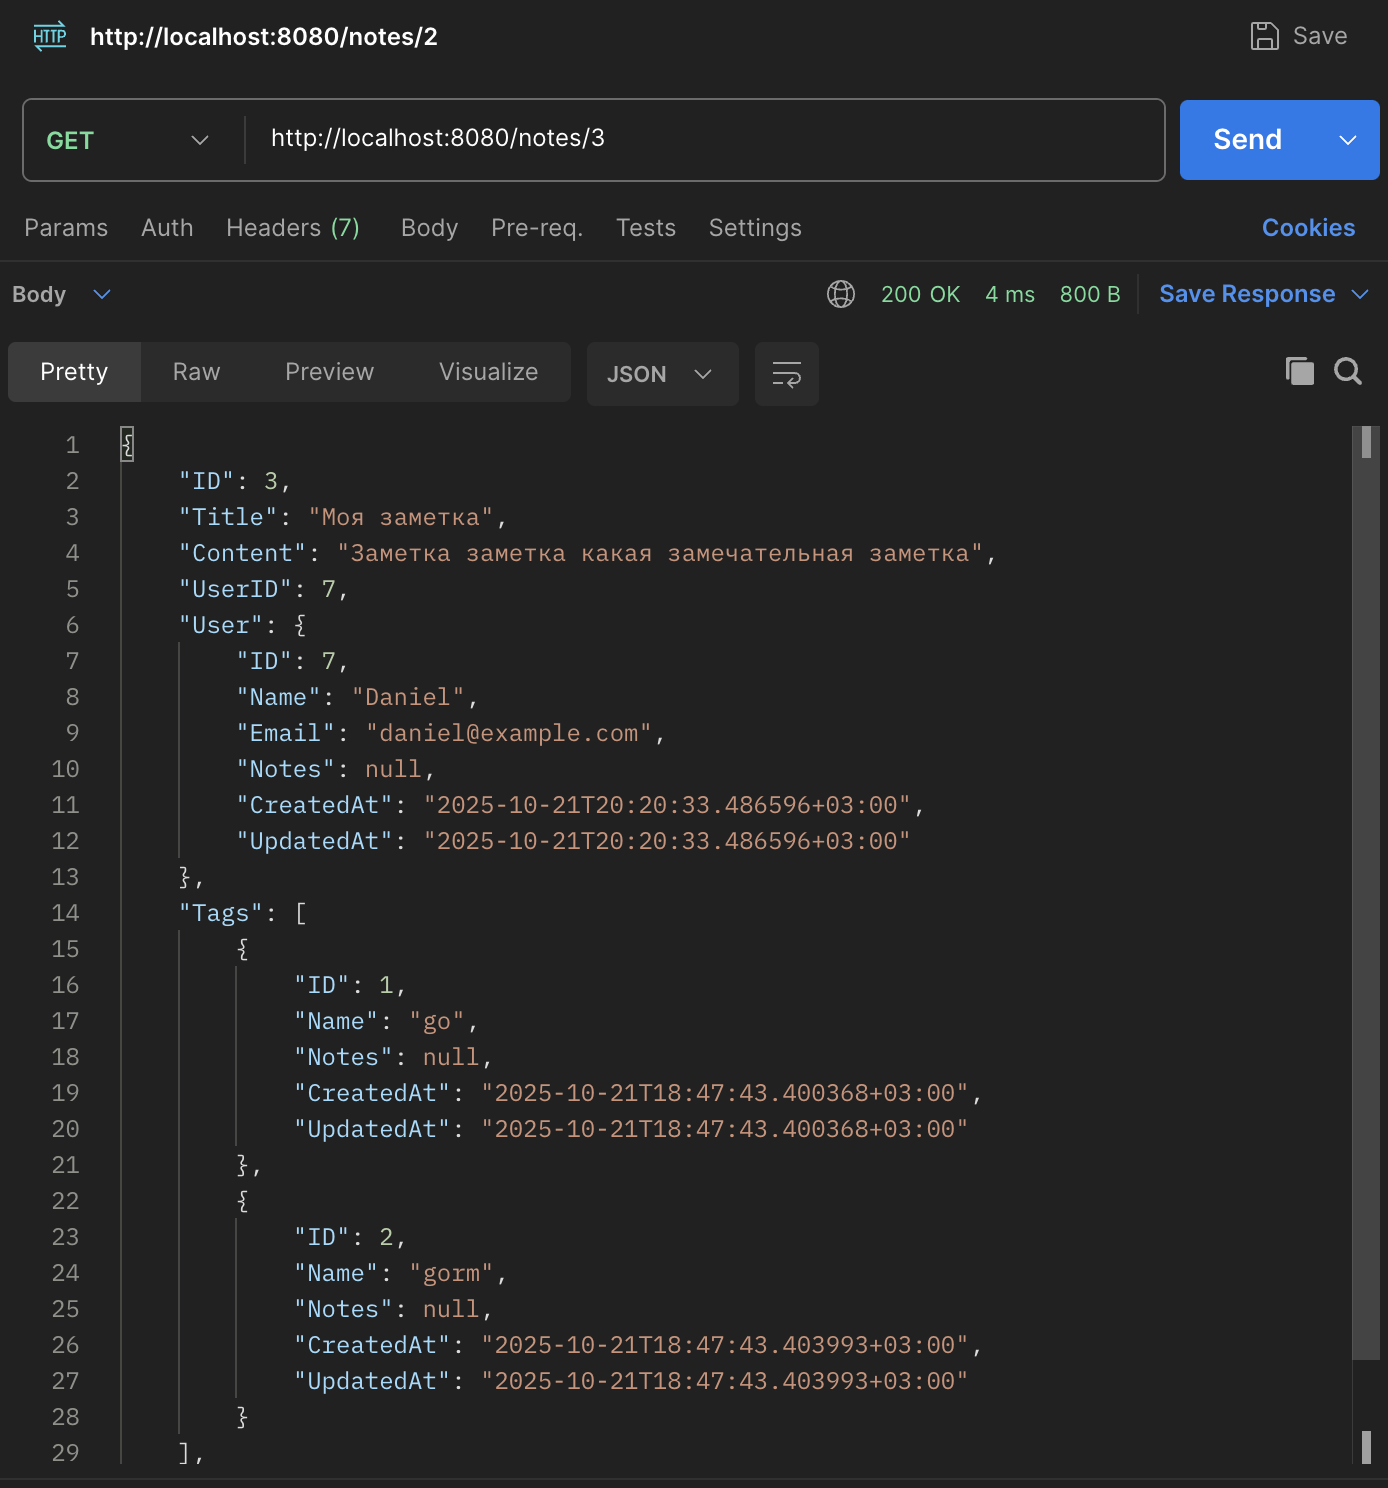 HTTP http://localhost:8080/notes/2 Save
GET http://localhost:8080/notes/3 Send
Params Auth Headers (7) Body Pre-req. Tests Settings Cookies
Body 200 OK 4 ms 800 B Save Response
Pretty Raw Preview Visualize JSON
1 {
2 "ID": 3,
3 "Title": "Моя заметка",
4 "Content": "Заметка заметка какая замечательная заметка",
5 "UserID": 7,
6 "User": {
7 "ID": 7,
8 "Name": "Daniel",
9 "Email": "daniel@example.com",
10 "Notes": null,
11 "CreatedAt": "2025-10-21T20:20:33.486596+03:00",
12 "UpdatedAt": "2025-10-21T20:20:33.486596+03:00"
13 },
14 "Tags": [
15 {
16 "ID": 1,
17 "Name": "go",
18 "Notes": null,
19 "CreatedAt": "2025-10-21T18:47:43.400368+03:00",
20 "UpdatedAt": "2025-10-21T18:47:43.400368+03:00"
21 },
22 {
23 "ID": 2,
24 "Name": "gorm",
25 "Notes": null,
26 "CreatedAt": "2025-10-21T18:47:43.403993+03:00",
27 "UpdatedAt": "2025-10-21T18:47:43.403993+03:00"
28 }
29 ],